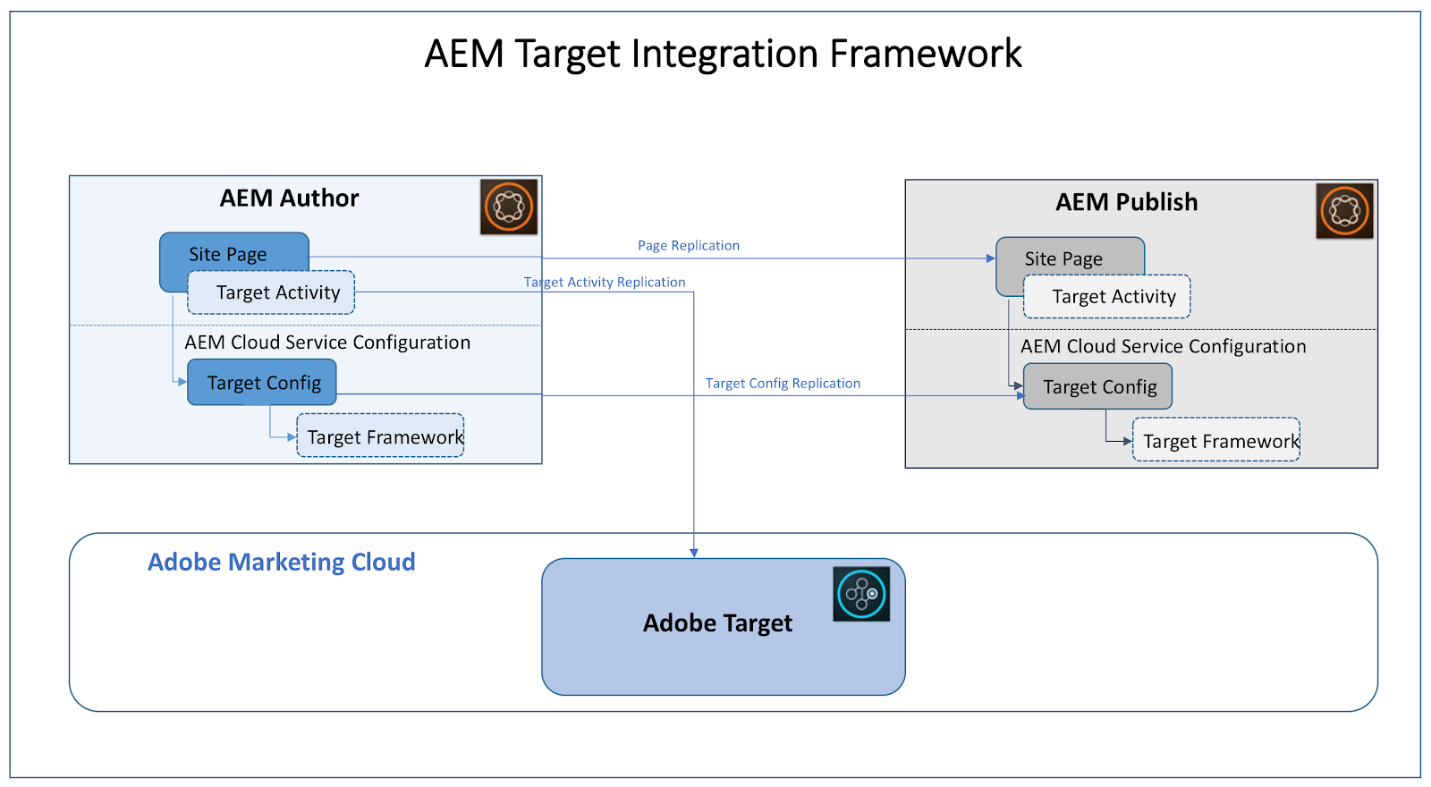 AEM Target Integration Framework
AEM Author
Site Page
Target Activity
AEM Cloud Service Configuration
Target Config
Target Framework
Page Replication
Target Activity Replication
Target Config Replication
AEM Publish
Site Page
Target Activity
AEM Cloud Service Configuration
Target Config
Target Framework
Adobe Marketing Cloud
Adobe Target